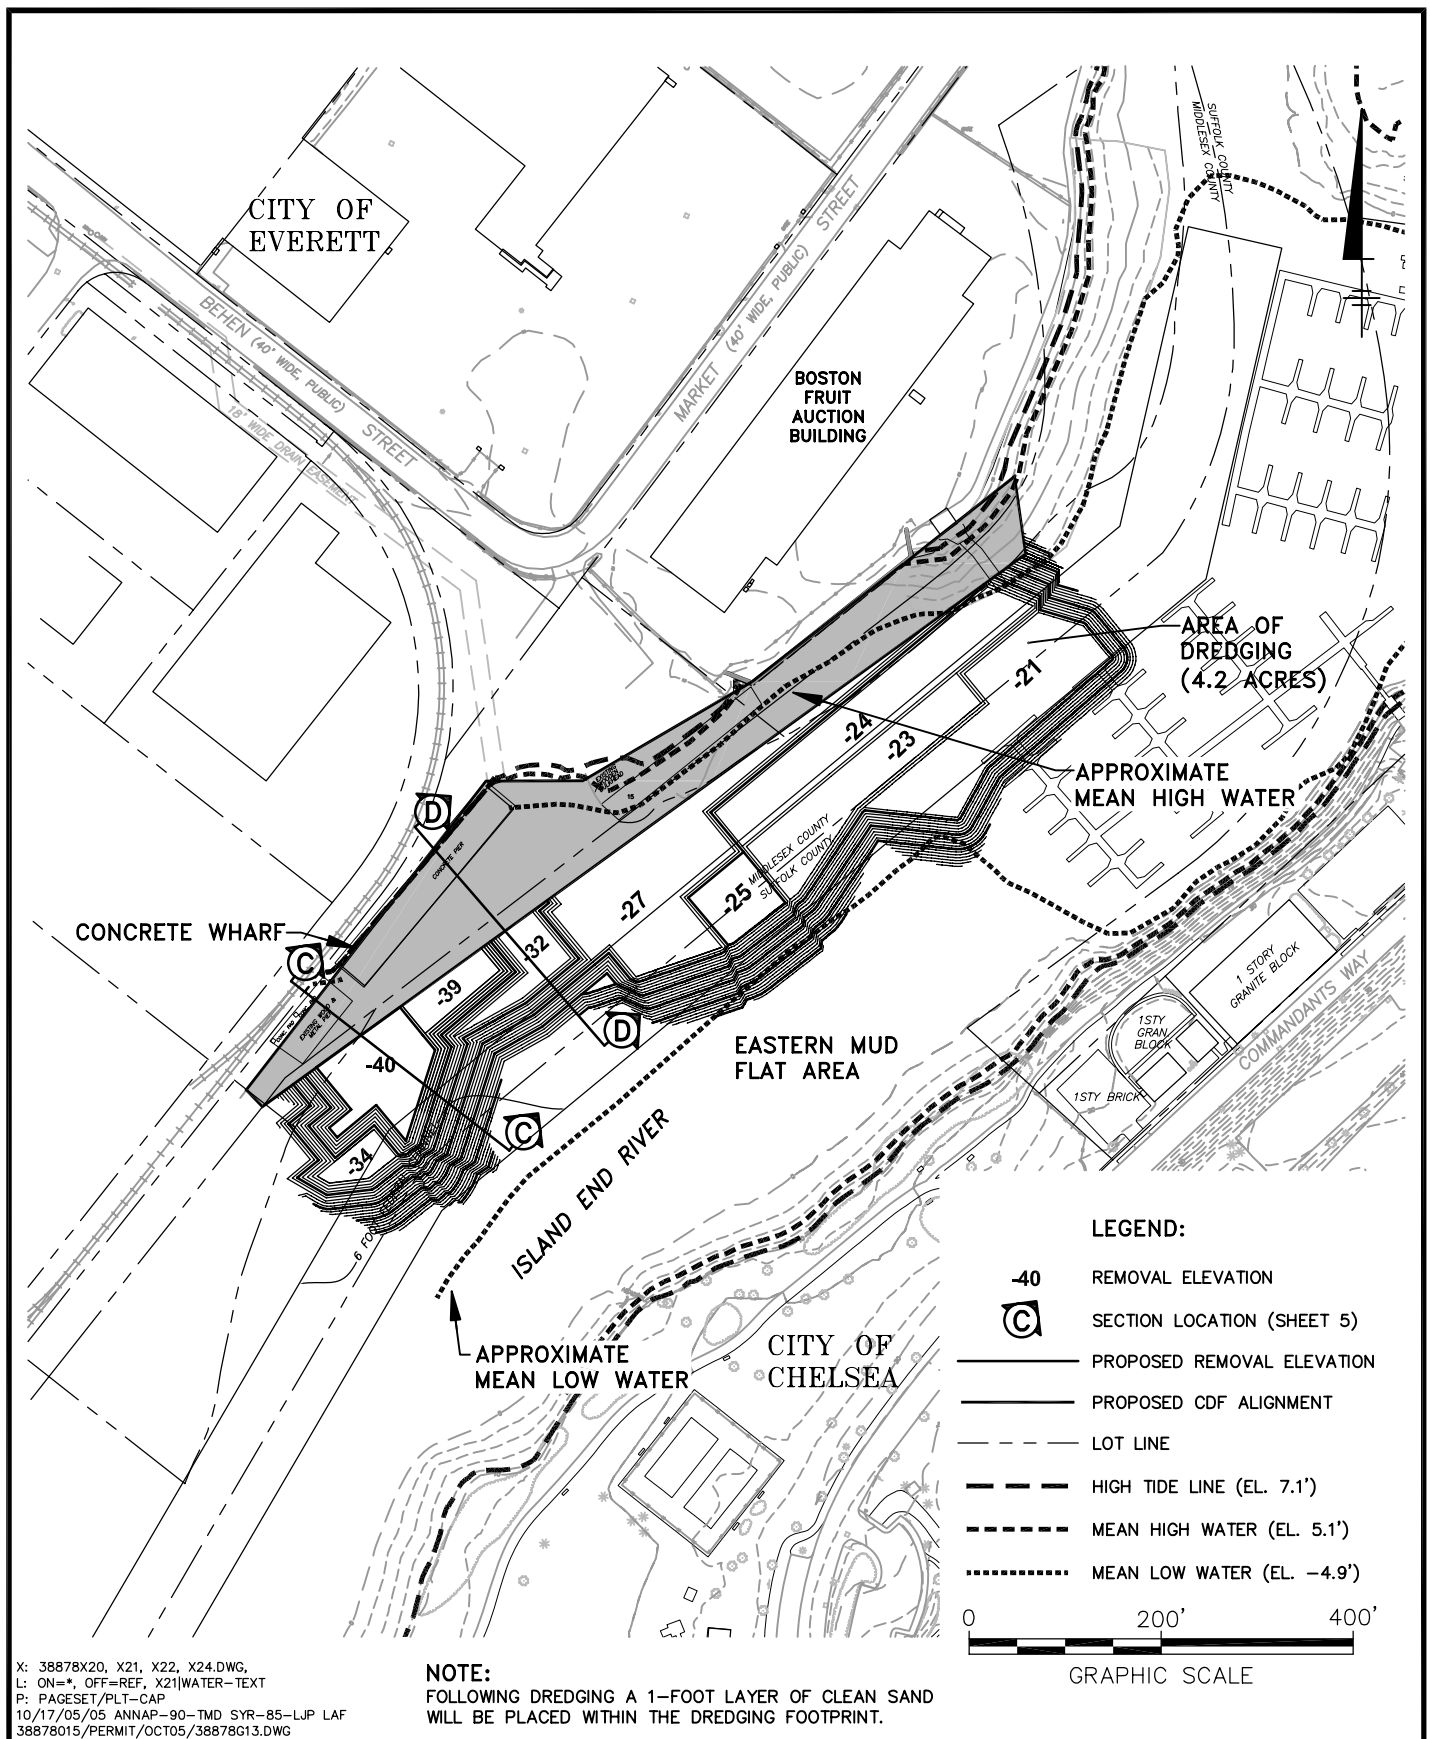 CITY OF
EVERETT
BEHEN (40' WIDE, PUBLIC) STREET
18' WIDE DRAIN EASEMENT
MARKET (40' WIDE, PUBLIC) STREET
SUFFOLK COUNTY
MIDDLESEX COUNTY
BOSTON
FRUIT
AUCTION
BUILDING
AREA OF
DREDGING
(4.2 ACRES)
-21
-24
-23
APPROXIMATE
MEAN HIGH WATER
D
CONCRETE PIER
MIDDLESEX COUNTY
SUFFOLK COUNTY
-25
-27
-32
-39
CONCRETE WHARF
C
EXISTING WOOD &
METAL PIER
-40
D
EASTERN MUD
FLAT AREA
C
-34
6 FOO
ISLAND END RIVER
1 STORY
GRANITE BLOCK
1STY
GRAN
BLOCK
1STY BRICK
COMMANDANTS WAY
APPROXIMATE
MEAN LOW WATER
CITY OF
CHELSEA
LEGEND:
-40 REMOVAL ELEVATION
C SECTION LOCATION (SHEET 5)
PROPOSED REMOVAL ELEVATION
PROPOSED CDF ALIGNMENT
LOT LINE
HIGH TIDE LINE (EL. 7.1')
MEAN HIGH WATER (EL. 5.1')
MEAN LOW WATER (EL. -4.9')
0 200' 400'
GRAPHIC SCALE
X: 38878X20, X21, X22, X24.DWG,
L: ON=*, OFF=REF, X21|WATER-TEXT
P: PAGESET/PLT-CAP
10/17/05/05 ANNAP-90-TMD SYR-85-LJP LAF
38878015/PERMIT/OCT05/38878G13.DWG
NOTE:
FOLLOWING DREDGING A 1-FOOT LAYER OF CLEAN SAND
WILL BE PLACED WITHIN THE DREDGING FOOTPRINT.